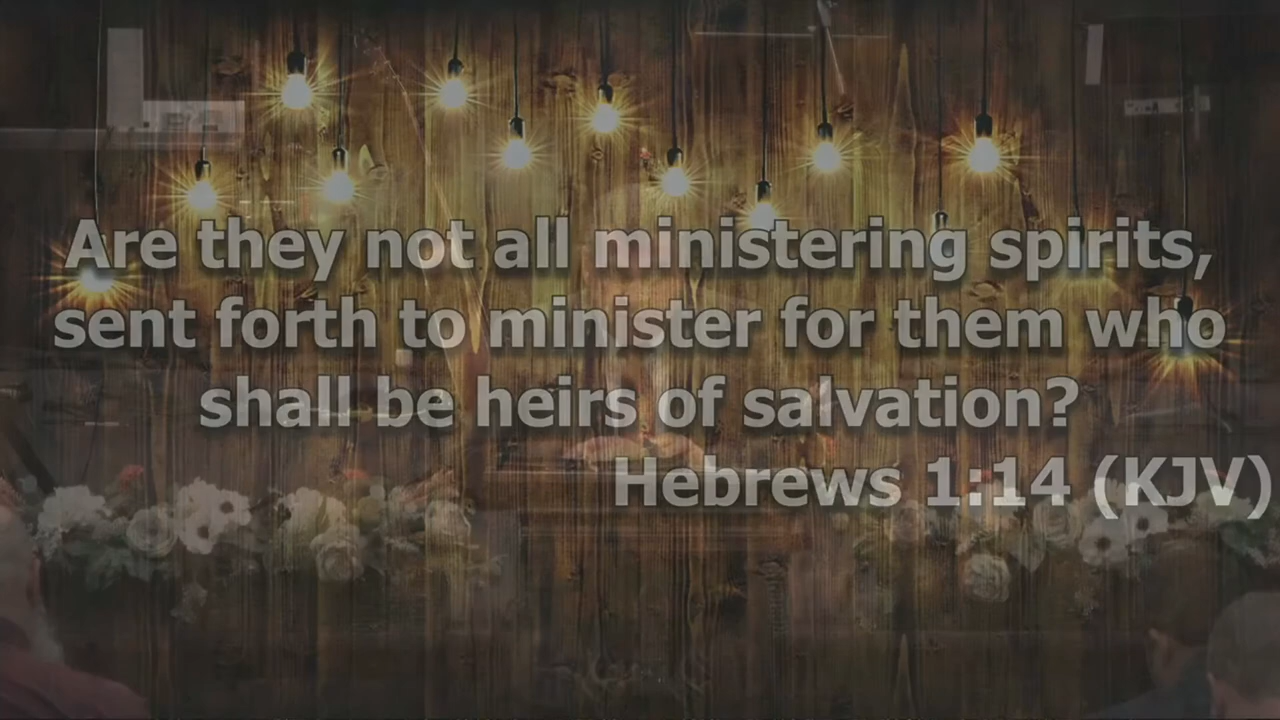 Are they not all ministering spirits,
sent forth to minister for them who
shall be heirs of salvation?
Hebrews 1:14 (KJV)